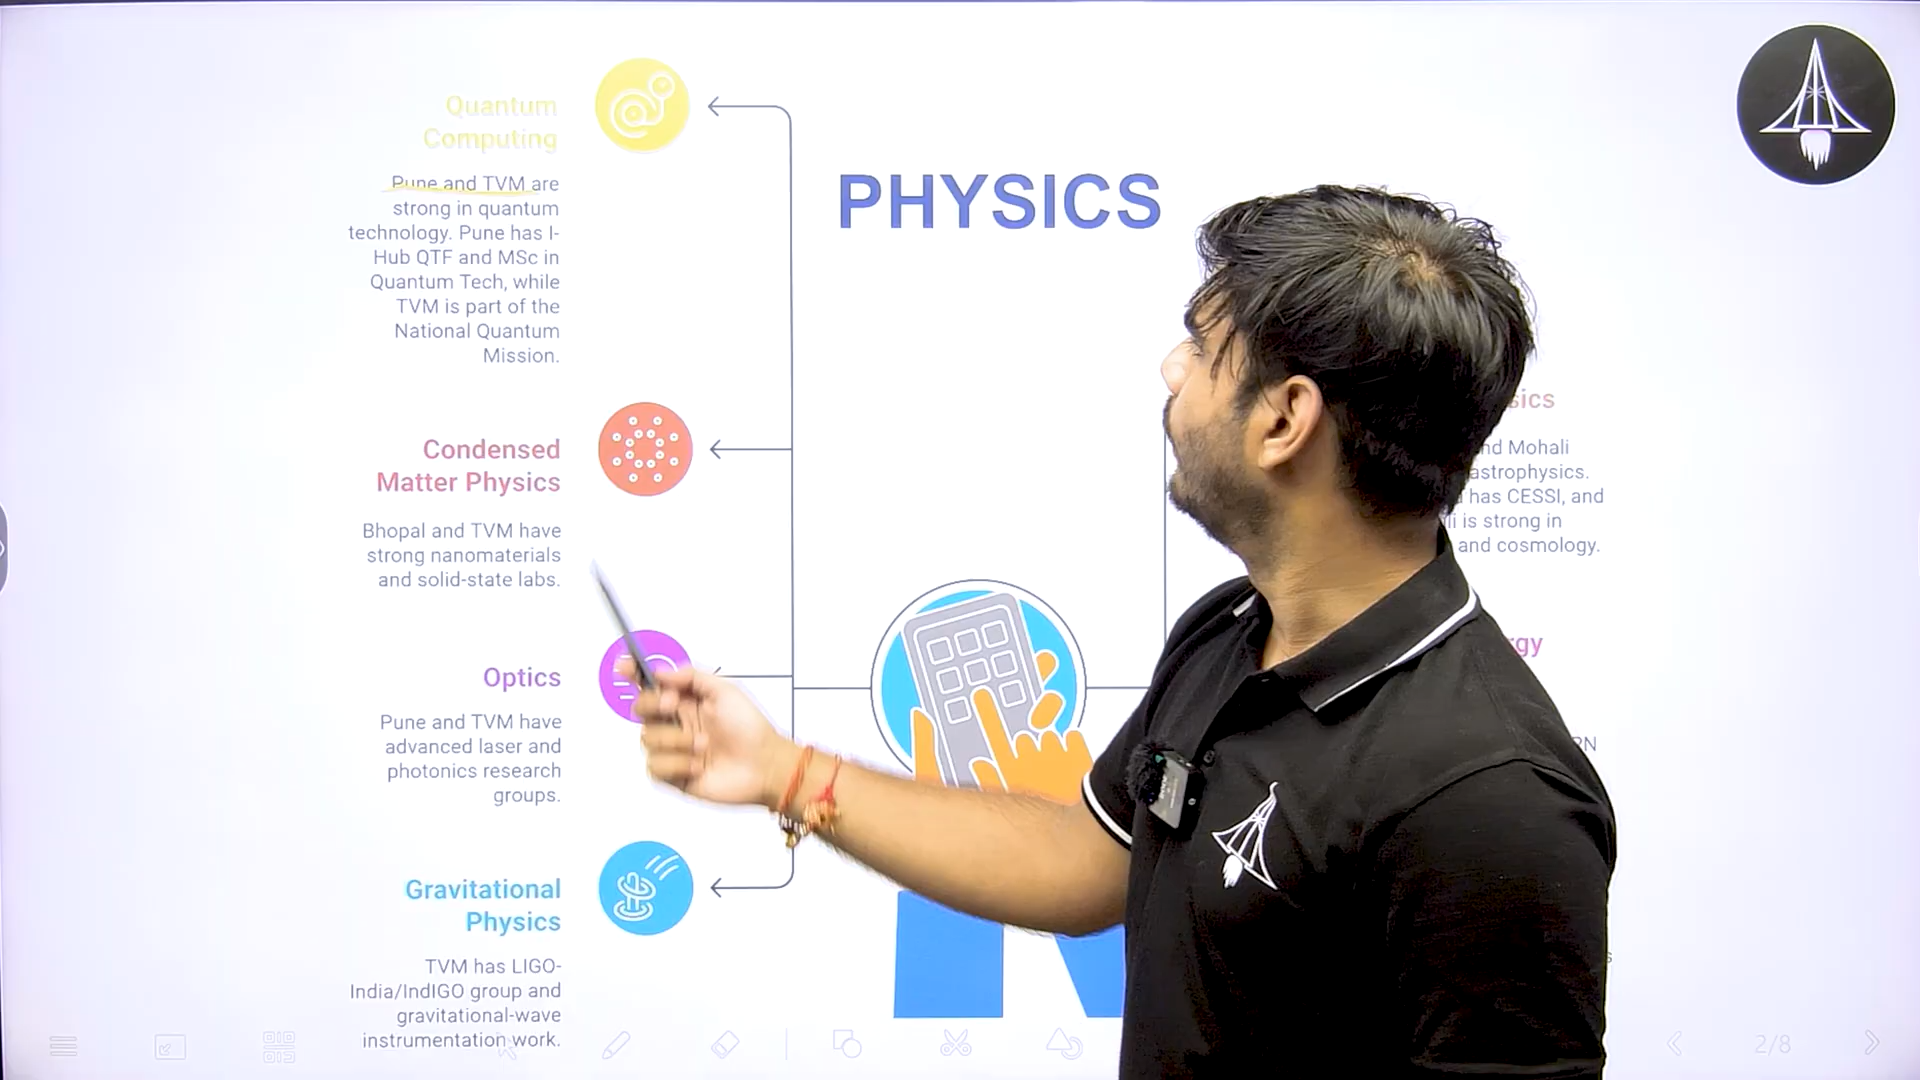 Quantum
Computing
Pune and TVM are
strong in quantum
technology. Pune has I-
Hub QTF and MSc in
Quantum Tech, while
TVM is part of the
National Quantum
Mission.
Condensed
Matter Physics
Bhopal and TVM have
strong nanomaterials
and solid-state labs.
Optics
Pune and TVM have
advanced laser and
photonics research
groups.
Gravitational
Physics
TVM has LIGO-
India/IndIGO group and
gravitational-wave
instrumentation work.
PHYSICS
Mohali
astrophysics.
has CESSI, and
is strong in
and cosmology.
2/8